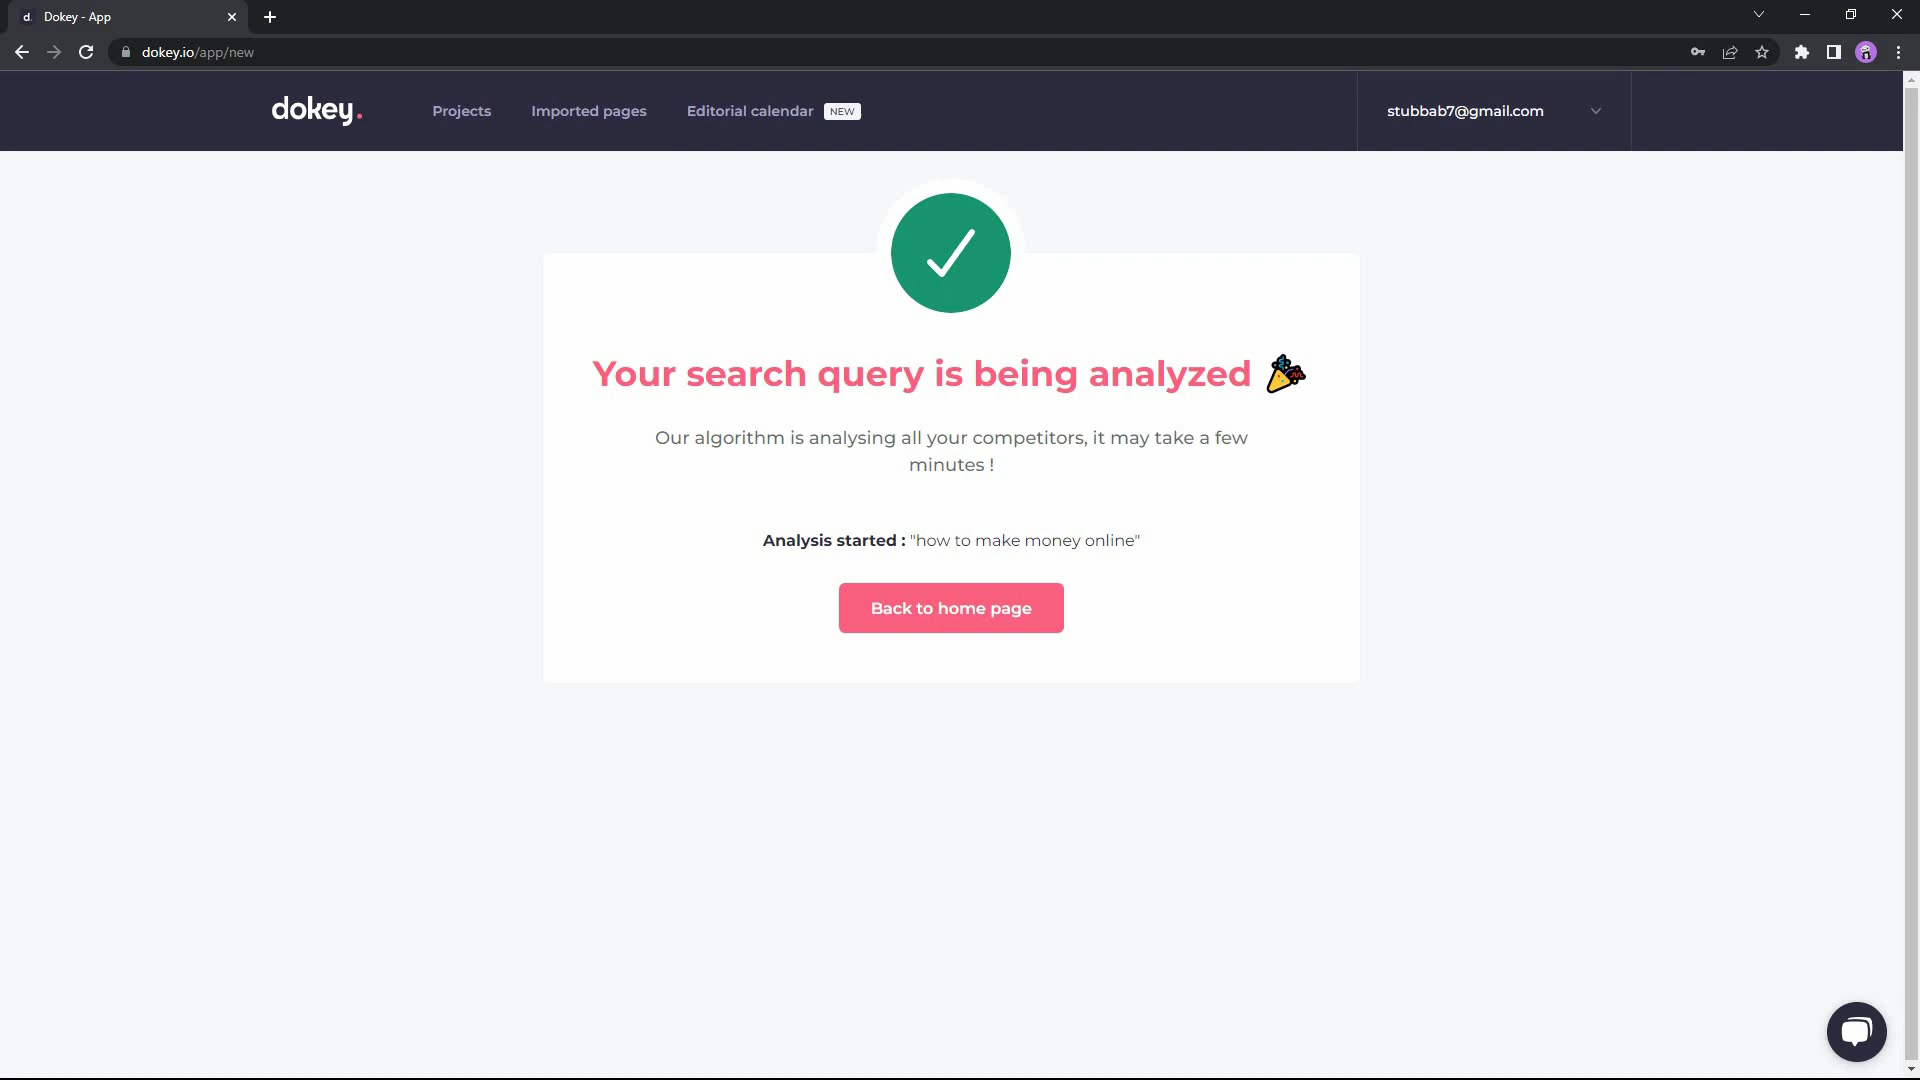 d. Dokey - App
dokey.io/app/new
dokey.
Projects
Imported pages
Editorial calendar NEW
stubbab7@gmail.com
Your search query is being analyzed
Our algorithm is analysing all your competitors, it may take a few
minutes !
Analysis started : "how to make money online"
Back to home page